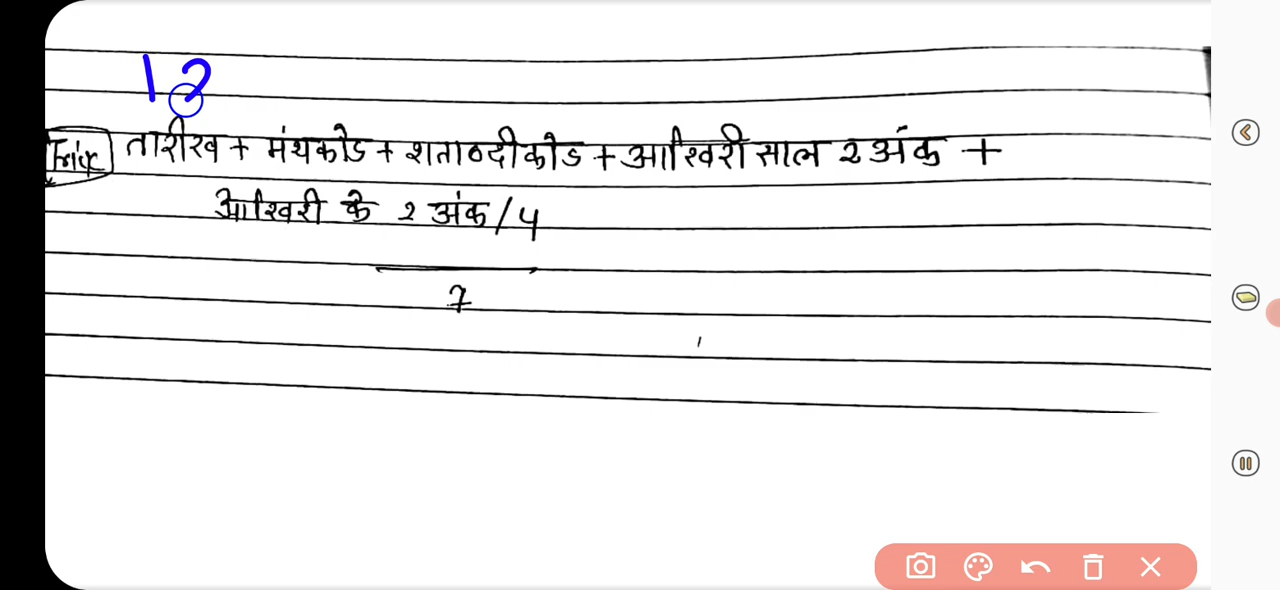 12
Trick तारीख + मंथकोड + शताब्दीकोड + आखिरी साल 2 अंक +
आखिरी के 2 अंक / 4
7